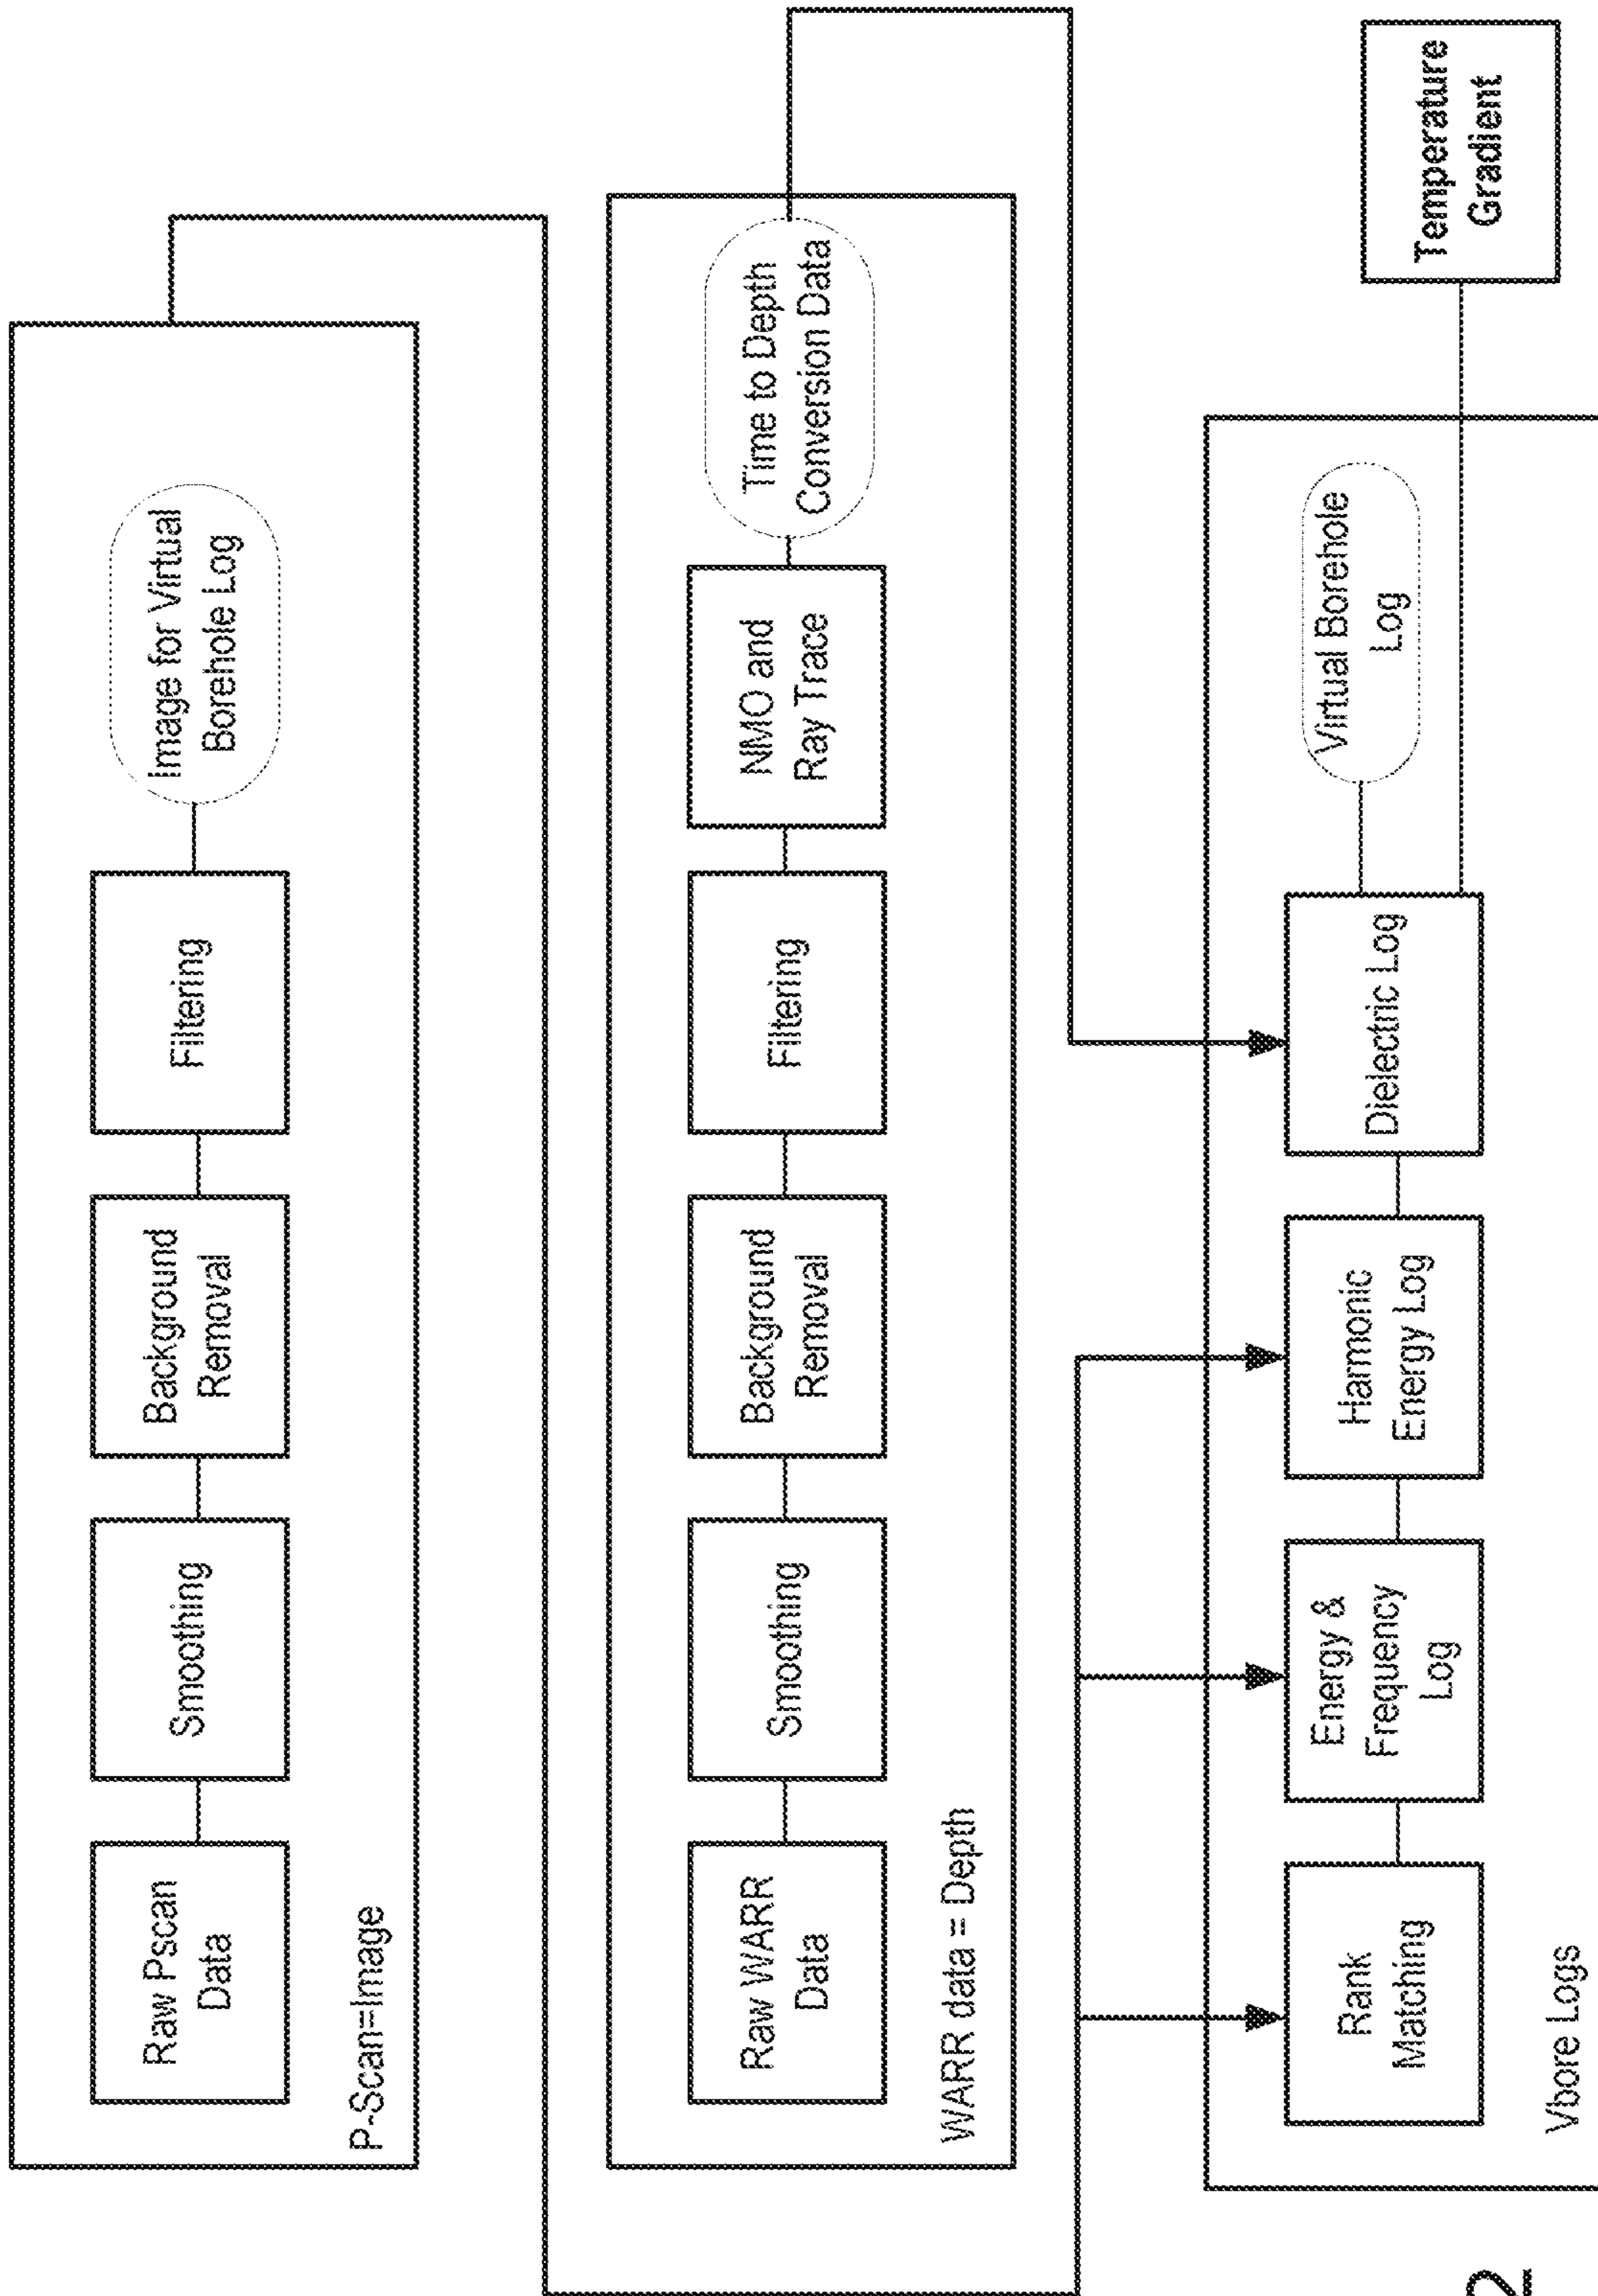 Raw Pscan
Data
Smoothing
Background
Removal
Filtering
Image for Virtual
Borehole Log
P-Scan=Image
Raw WARR
Data
Smoothing
Background
Removal
Filtering
NMO and
Ray Trace
Time to Depth
Conversion Data
WARR data = Depth
Rank
Matching
Energy &
Frequency
Log
Harmonic
Energy Log
Dielectric Log
Virtual Borehole
Log
Temperature
Gradient
Vbore Logs
2